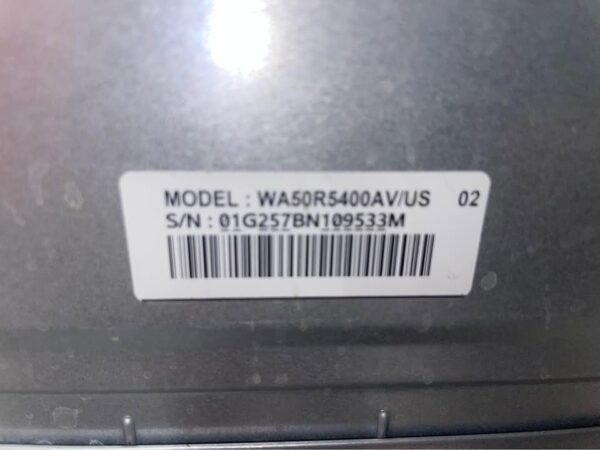 MODEL : WA50R5400AV/US 02
S/N : 01G257BN109533M